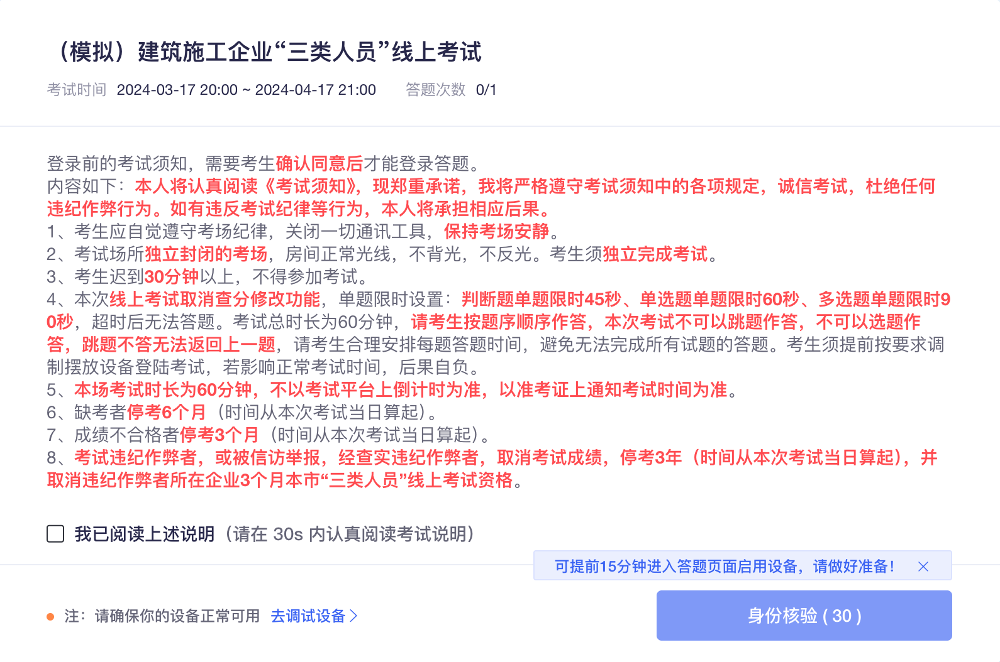 （模拟）建筑施工企业“三类人员”线上考试
考试时间 2024-03-17 20:00 ~ 2024-04-17 21:00 答题次数 0/1
登录前的考试须知，需要考生确认同意后才能登录答题。
内容如下：本人将认真阅读《考试须知》，现郑重承诺，我将严格遵守考试须知中的各项规定，诚信考试，杜绝任何
违纪作弊行为。如有违反考试纪律等行为，本人将承担相应后果。
1、考生应自觉遵守考场纪律，关闭一切通讯工具，保持考场安静。
2、考试场所独立封闭的考场，房间正常光线，不背光，不反光。考生须独立完成考试。
3、考生迟到30分钟以上，不得参加考试。
4、本次线上考试取消查分修改功能，单题限时设置：判断题单题限时45秒、单选题单题限时60秒、多选题单题限时9
0秒，超时后无法答题。考试总时长为60分钟，请考生按题序顺序作答，本次考试不可以跳题作答，不可以选题作
答，跳题不答无法返回上一题，请考生合理安排每题答题时间，避免无法完成所有试题的答题。考生须提前按要求调
制摆放设备登陆考试，若影响正常考试时间，后果自负。
5、本场考试时长为60分钟，不以考试平台上倒计时为准，以准考证上通知考试时间为准。
6、缺考者停考6个月（时间从本次考试当日算起）。
7、成绩不合格者停考3个月（时间从本次考试当日算起）。
8、考试违纪作弊者，或被信访举报，经查实违纪作弊者，取消考试成绩，停考3年（时间从本次考试当日算起），并
取消违纪作弊者所在企业3个月本市“三类人员”线上考试资格。
我已阅读上述说明（请在 30s 内认真阅读考试说明）
可提前15分钟进入答题页面启用设备，请做好准备！
注：请确保你的设备正常可用 去调试设备
身份核验 ( 30 )